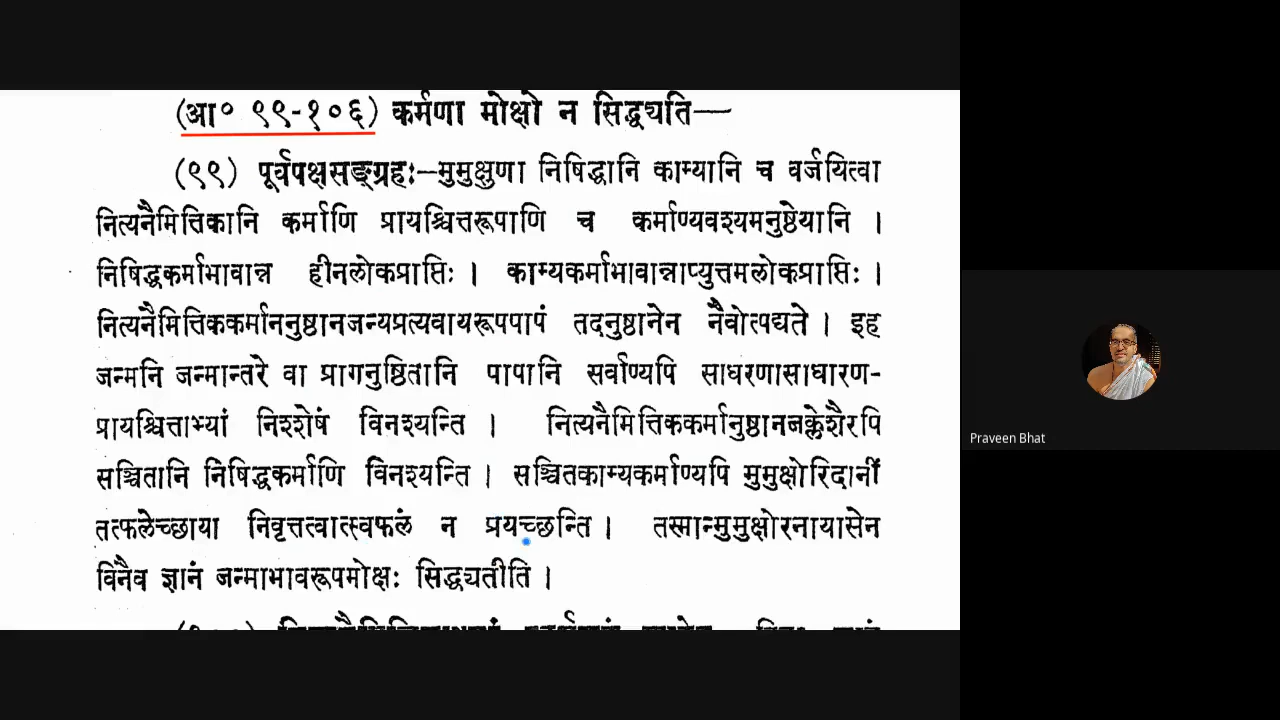 (आ० ९९-१०६) कर्मणा मोक्षो न सिद्ध्यति—
(९९) पूर्वपक्षसङ्ग्रहः—मुमुक्षुणा निषिद्धानि काम्यानि च वर्जयित्वा
नित्यनैमित्तिकानि कर्माणि प्रायश्चित्तरूपाणि च कर्माण्यवश्यमनुष्ठेयानि ।
निषिद्धकर्माभावान्न हीनलोकप्राप्तिः । काम्यकर्माभावान्नाप्युत्तमलोकप्राप्तिः ।
नित्यनैमित्तिककर्माननुष्ठानजन्यप्रत्यवायरूपपापं तदनुष्ठानेन नैवोत्पद्यते । इह
जन्मनि जन्मान्तरे वा प्रागनुष्ठितानि पापानि सर्वाण्यपि साधरणासाधारण-
प्रायश्चित्ताभ्यां निश्शेषं विनश्यन्ति । नित्यनैमित्तिककर्मानुष्ठानजक्लेशैरपि
सञ्चितानि निषिद्धकर्माणि विनश्यन्ति । सञ्चितकाम्यकर्माण्यपि मुमुक्षोरिदानीं
तत्फलेच्छाया निवृत्तत्वात्स्वफलं न प्रयच्छन्ति । तस्मान्मुमुक्षोरनायासेन
विनैव ज्ञानं जन्माभावरूपमोक्षः सिद्ध्यतीति ।
Praveen Bhat